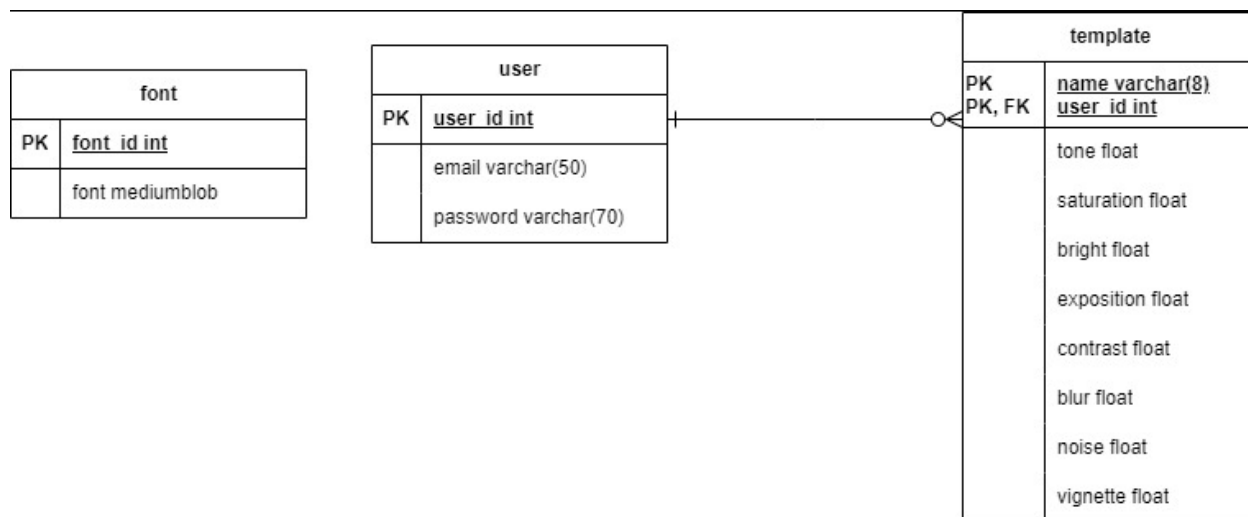 font
PK font_id int
font mediumblob
user
PK user_id int
email varchar(50)
password varchar(70)
template
PK name varchar(8)
PK, FK user_id int
tone float
saturation float
bright float
exposition float
contrast float
blur float
noise float
vignette float